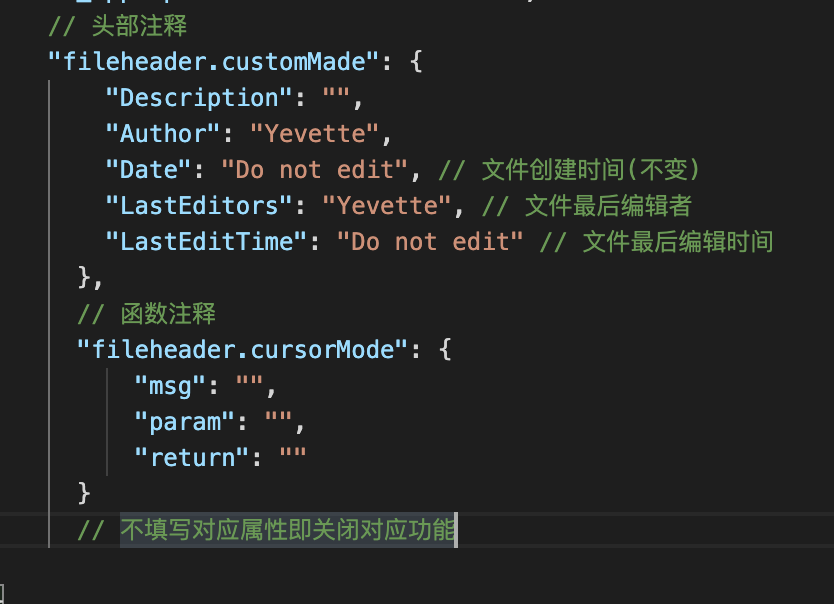 // 头部注释
"fileheader.customMade": {
"Description": "",
"Author": "Yevette",
"Date": "Do not edit", // 文件创建时间(不变)
"LastEditors": "Yevette", // 文件最后编辑者
"LastEditTime": "Do not edit" // 文件最后编辑时间
},
// 函数注释
"fileheader.cursorMode": {
"msg": "",
"param": "",
"return": ""
}
// 不填写对应属性即关闭对应功能